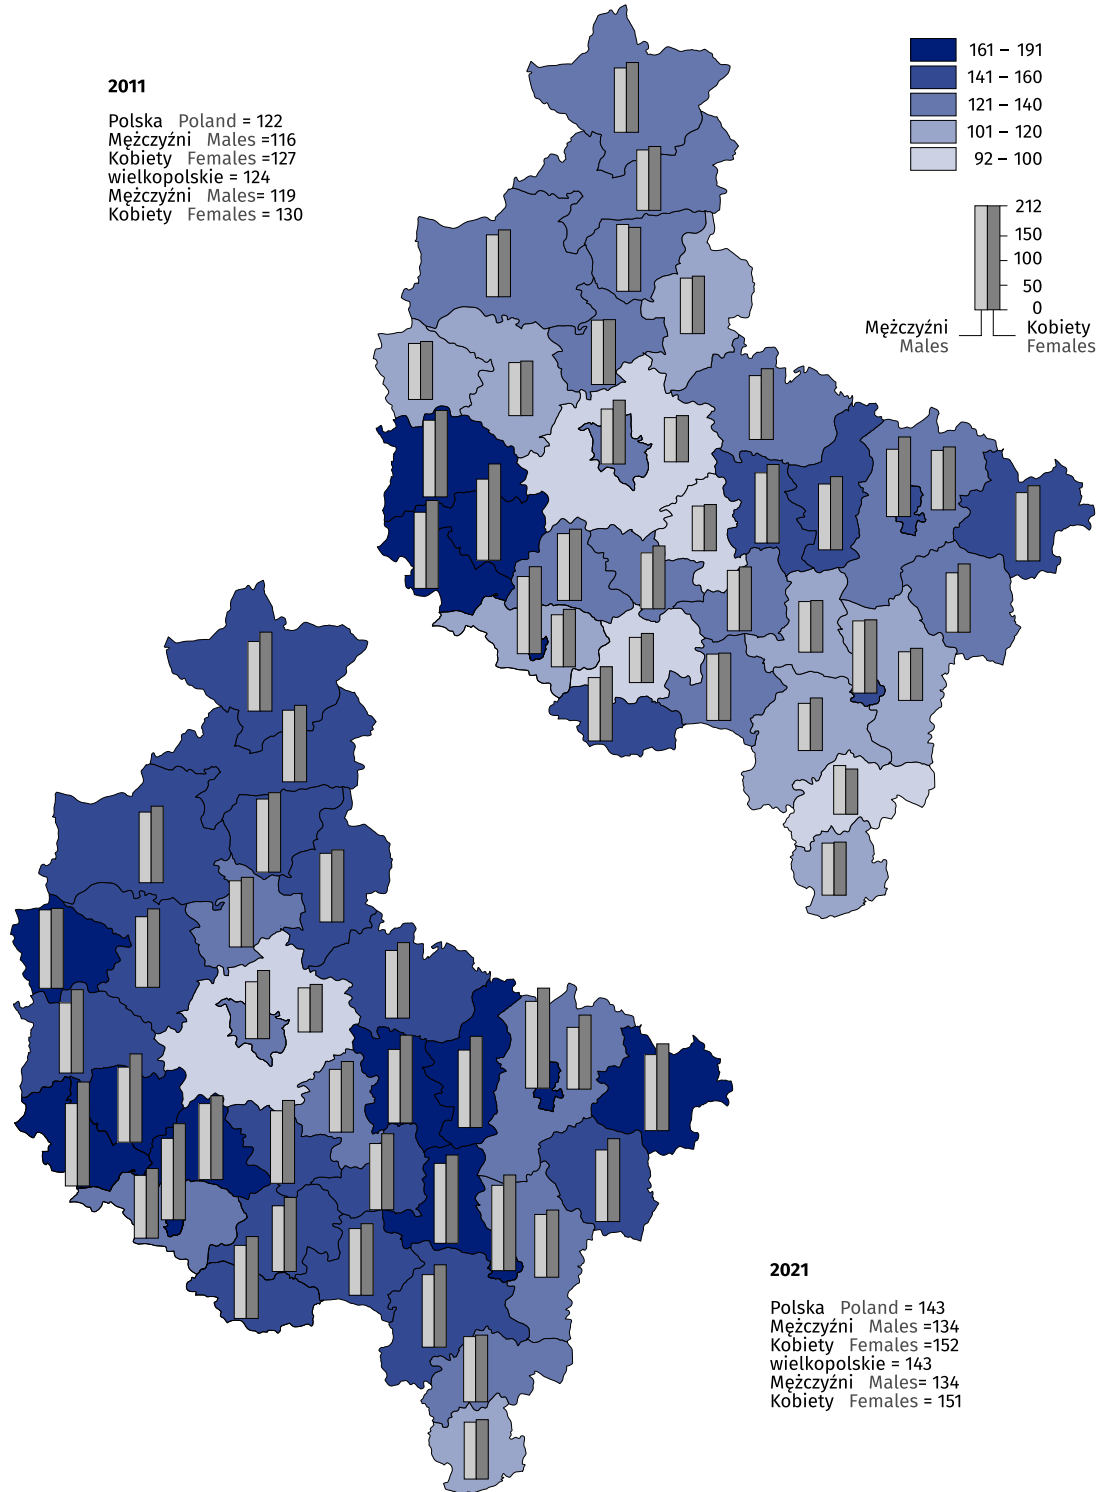 2011
Polska Poland = 122
Mężczyźni Males =116
Kobiety Females =127
wielkopolskie = 124
Mężczyźni Males= 119
Kobiety Females = 130
161 – 191
141 – 160
121 – 140
101 – 120
92 – 100
212
150
100
50
0
Mężczyźni
Males
Kobiety
Females
2021
Polska Poland = 143
Mężczyźni Males =134
Kobiety Females =152
wielkopolskie = 143
Mężczyźni Males= 134
Kobiety Females = 151